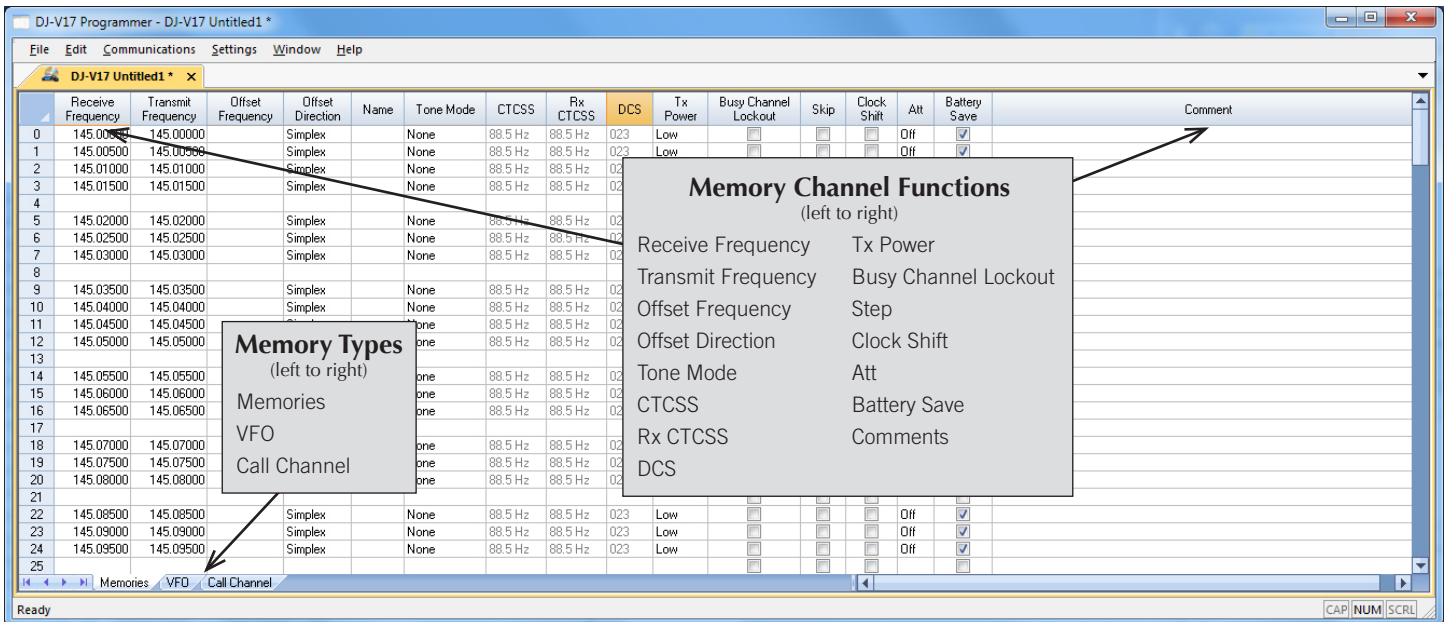 DJ-V17 Programmer - DJ-V17 Untitled1 *
File Edit Communications Settings Window Help
DJ-V17 Untitled1 * x
Receive Frequency Transmit Frequency Offset Frequency Offset Direction Name Tone Mode CTCSS Rx CTCSS DCS Tx Power Busy Channel Lockout Skip Clock Shift Att Battery Save Comment
0 145.00000 Simplex None 88.5 Hz 88.5 Hz 023 Low Off
1 145.00500 145.00500 Simplex None 88.5 Hz 88.5 Hz 023 Low Off
2 145.01000 145.01000 Simplex None 88.5 Hz 88.5 Hz
3 145.01500 145.01500 Simplex None 88.5 Hz 88.5 Hz
4
5 145.02000 145.02000 Simplex None 88.5 Hz 88.5 Hz
6 145.02500 145.02500 Simplex None 88.5 Hz 88.5 Hz
7 145.03000 145.03000 Simplex None 88.5 Hz 88.5 Hz
8
9 145.03500 145.03500 Simplex None 88.5 Hz 88.5 Hz
10 145.04000 145.04000 Simplex None 88.5 Hz 88.5 Hz
11 145.04500 145.04500 88.5 Hz 88.5 Hz
12 145.05000 145.05000 88.5 Hz 88.5 Hz
13
14 145.05500 145.05500 88.5 Hz 88.5 Hz
15 145.06000 145.06000 88.5 Hz 88.5 Hz
16 145.06500 145.06500 88.5 Hz 88.5 Hz
17
18 145.07000 145.07000 88.5 Hz 88.5 Hz
19 145.07500 145.07500 88.5 Hz 88.5 Hz
20 145.08000 145.08000 88.5 Hz 88.5 Hz
21
22 145.08500 145.08500 Simplex None 88.5 Hz 88.5 Hz 023 Low Off
23 145.09000 145.09000 Simplex None 88.5 Hz 88.5 Hz 023 Low Off
24 145.09500 145.09500 Simplex None 88.5 Hz 88.5 Hz 023 Low Off
25
Memory Types
(left to right)
Memories
VFO
Call Channel
Memory Channel Functions
(left to right)
Receive Frequency
Transmit Frequency
Offset Frequency
Offset Direction
Tone Mode
CTCSS
Rx CTCSS
DCS
Tx Power
Busy Channel Lockout
Step
Clock Shift
Att
Battery Save
Comments
Memories VFO Call Channel
Ready CAP NUM SCRL